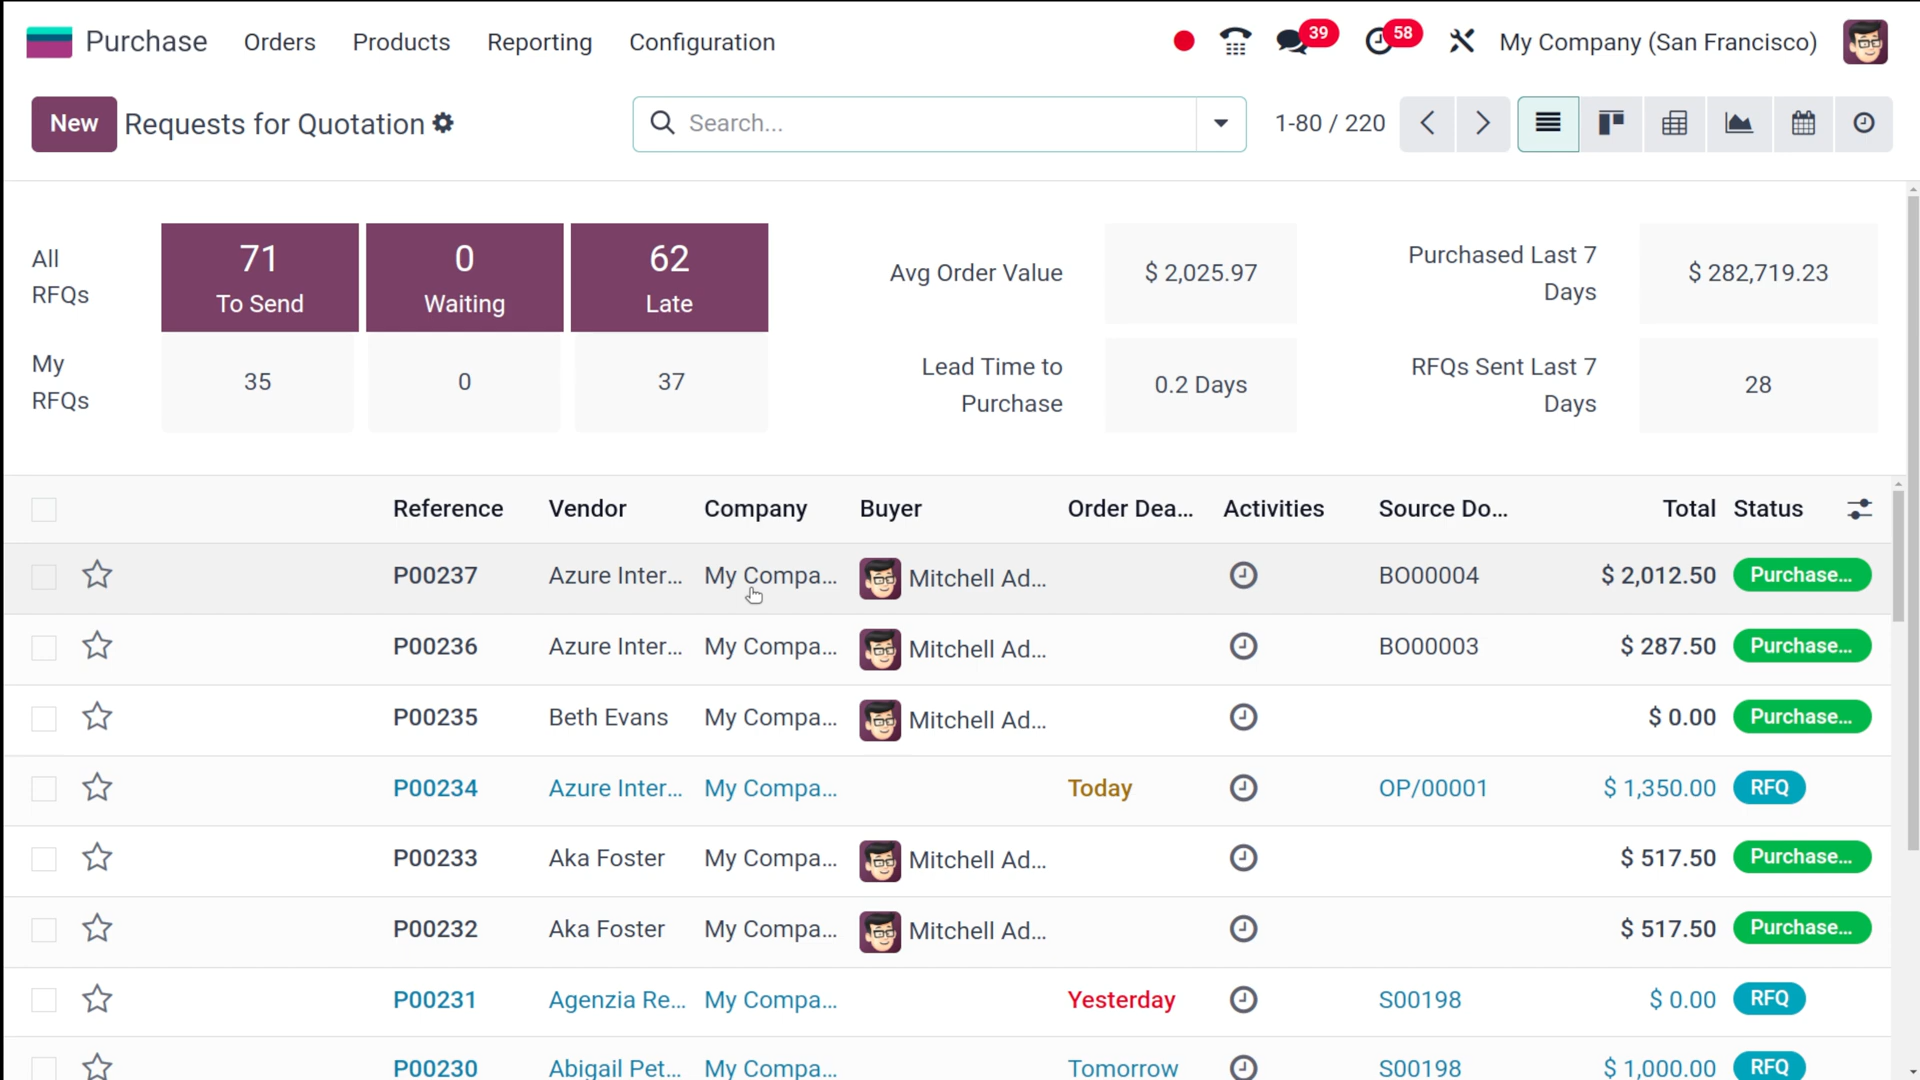 Purchase Orders Products Reporting Configuration 39 58 My Company (San Francisco)
New Requests for Quotation Search... 1-80 / 220
All RFQs 71 To Send 0 Waiting 62 Late
My RFQs 35 0 37
Avg Order Value $ 2,025.97
Purchased Last 7 Days $ 282,719.23
Lead Time to Purchase 0.2 Days
RFQs Sent Last 7 Days 28
Reference Vendor Company Buyer Order Dea... Activities Source Do... Total Status
P00237 Azure Inter... My Compa... Mitchell Ad... BO00004 $ 2,012.50 Purchase...
P00236 Azure Inter... My Compa... Mitchell Ad... BO00003 $ 287.50 Purchase...
P00235 Beth Evans My Compa... Mitchell Ad... $ 0.00 Purchase...
P00234 Azure Inter... My Compa... Today OP/00001 $ 1,350.00 RFQ
P00233 Aka Foster My Compa... Mitchell Ad... $ 517.50 Purchase...
P00232 Aka Foster My Compa... Mitchell Ad... $ 517.50 Purchase...
P00231 Agenzia Re... My Compa... Yesterday S00198 $ 0.00 RFQ
P00230 Abigail Pet... My Compa... Tomorrow S00198 $ 1,000.00 RFQ